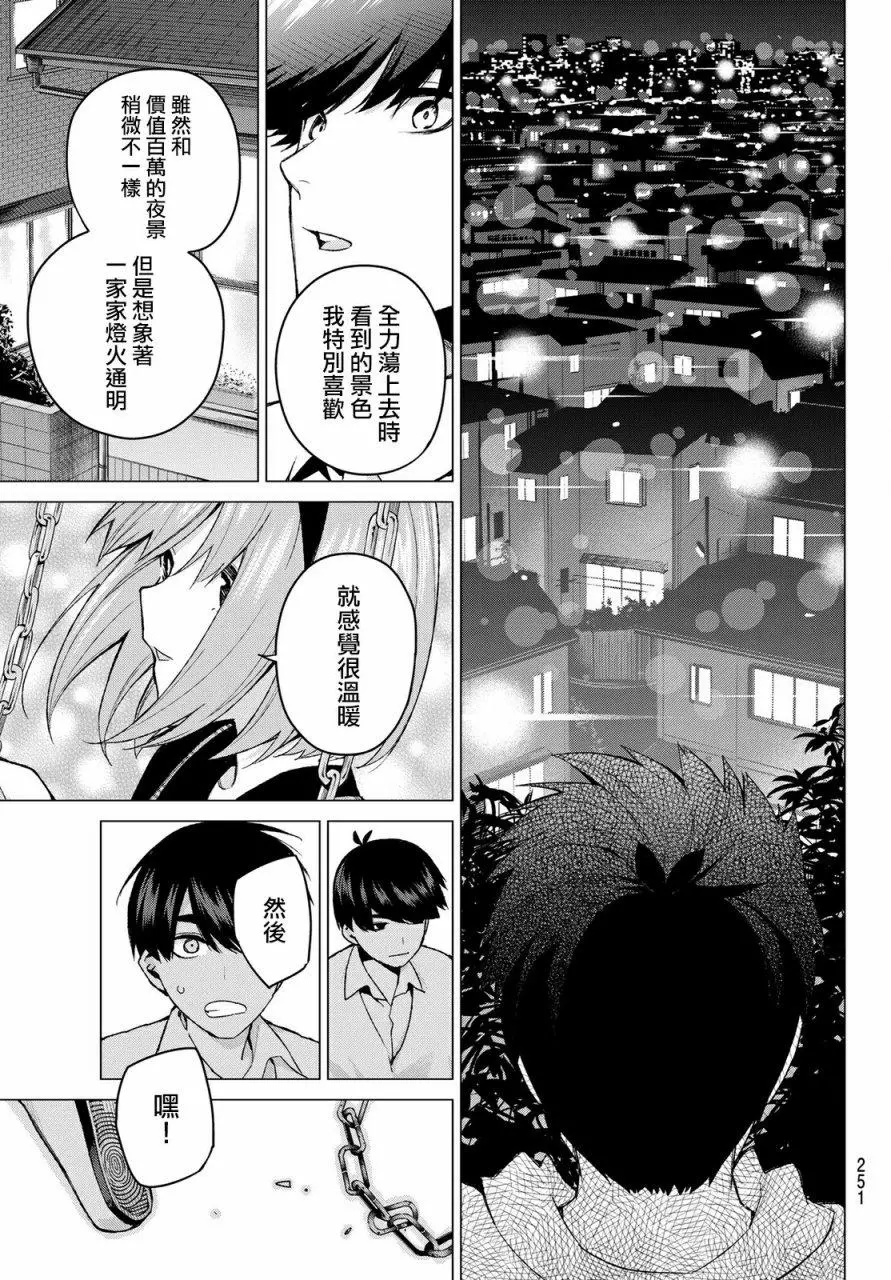 全力蕩上去時
看到的景色
我特別喜歡
雖然和
價值百萬的夜景
稍微不一樣
但是想象著
一家家燈火通明
就感覺很溫暖
然後
嘿！
251